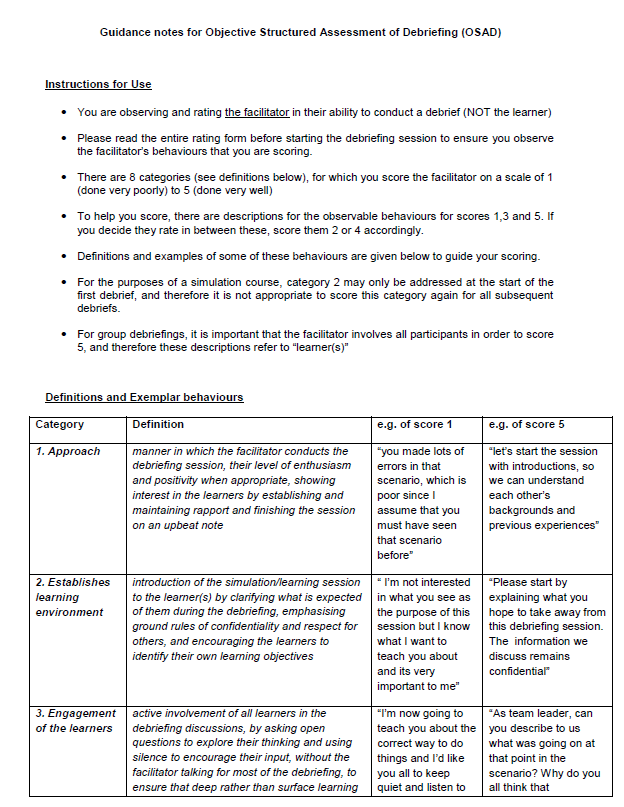 Guidance notes for Objective Structured Assessment of Debriefing (OSAD)
Instructions for Use
• You are observing and rating the facilitator in their ability to conduct a debrief (NOT the learner)
• Please read the entire rating form before starting the debriefing session to ensure you observe
the facilitator's behaviours that you are scoring.
• There are 8 categories (see definitions below), for which you score the facilitator on a scale of 1
(done very poorly) to 5 (done very well)
• To help you score, there are descriptions for the observable behaviours for scores 1,3 and 5. If
you decide they rate in between these, score them 2 or 4 accordingly.
• Definitions and examples of some of these behaviours are given below to guide your scoring.
• For the purposes of a simulation course, category 2 may only be addressed at the start of the
first debrief, and therefore it is not appropriate to score this category again for all subsequent
debriefs.
• For group debriefings, it is important that the facilitator involves all participants in order to score
5, and therefore these descriptions refer to "learner(s)"
Definitions and Exemplar behaviours
Category
Definition
e.g. of score 1
e.g. of score 5
1. Approach
manner in which the facilitator conducts the
debriefing session, their level of enthusiasm
and positivity when appropriate, showing
interest in the learners by establishing and
maintaining rapport and finishing the session
on an upbeat note
"you made lots of
errors in that
scenario, which is
poor since I
assume that you
must have seen
that scenario
before"
"let's start the session
with introductions, so
we can understand
each other's
backgrounds and
previous experiences"
2. Establishes
learning
environment
introduction of the simulation/learning session
to the learner(s) by clarifying what is expected
of them during the debriefing, emphasising
ground rules of confidentiality and respect for
others, and encouraging the learners to
identify their own learning objectives
" I'm not interested
in what you see as
the purpose of this
session but I know
what I want to
teach you about
and its very
important to me"
"Please start by
explaining what you
hope to take away from
this debriefing session.
The information we
discuss remains
confidential"
3. Engagement
of the learners
active involvement of all learners in the
debriefing discussions, by asking open
questions to explore their thinking and using
silence to encourage their input, without the
facilitator talking for most of the debriefing, to
ensure that deep rather than surface learning
"I'm now going to
teach you about the
correct way to do
things and I'd like
you all to keep
quiet and listen to
"As team leader, can
you describe to us
what was going on at
that point in the
scenario? Why do you
all think that